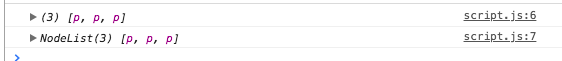 (3) [p, p, p] script.js:6
NodeList(3) [p, p, p] script.js:7